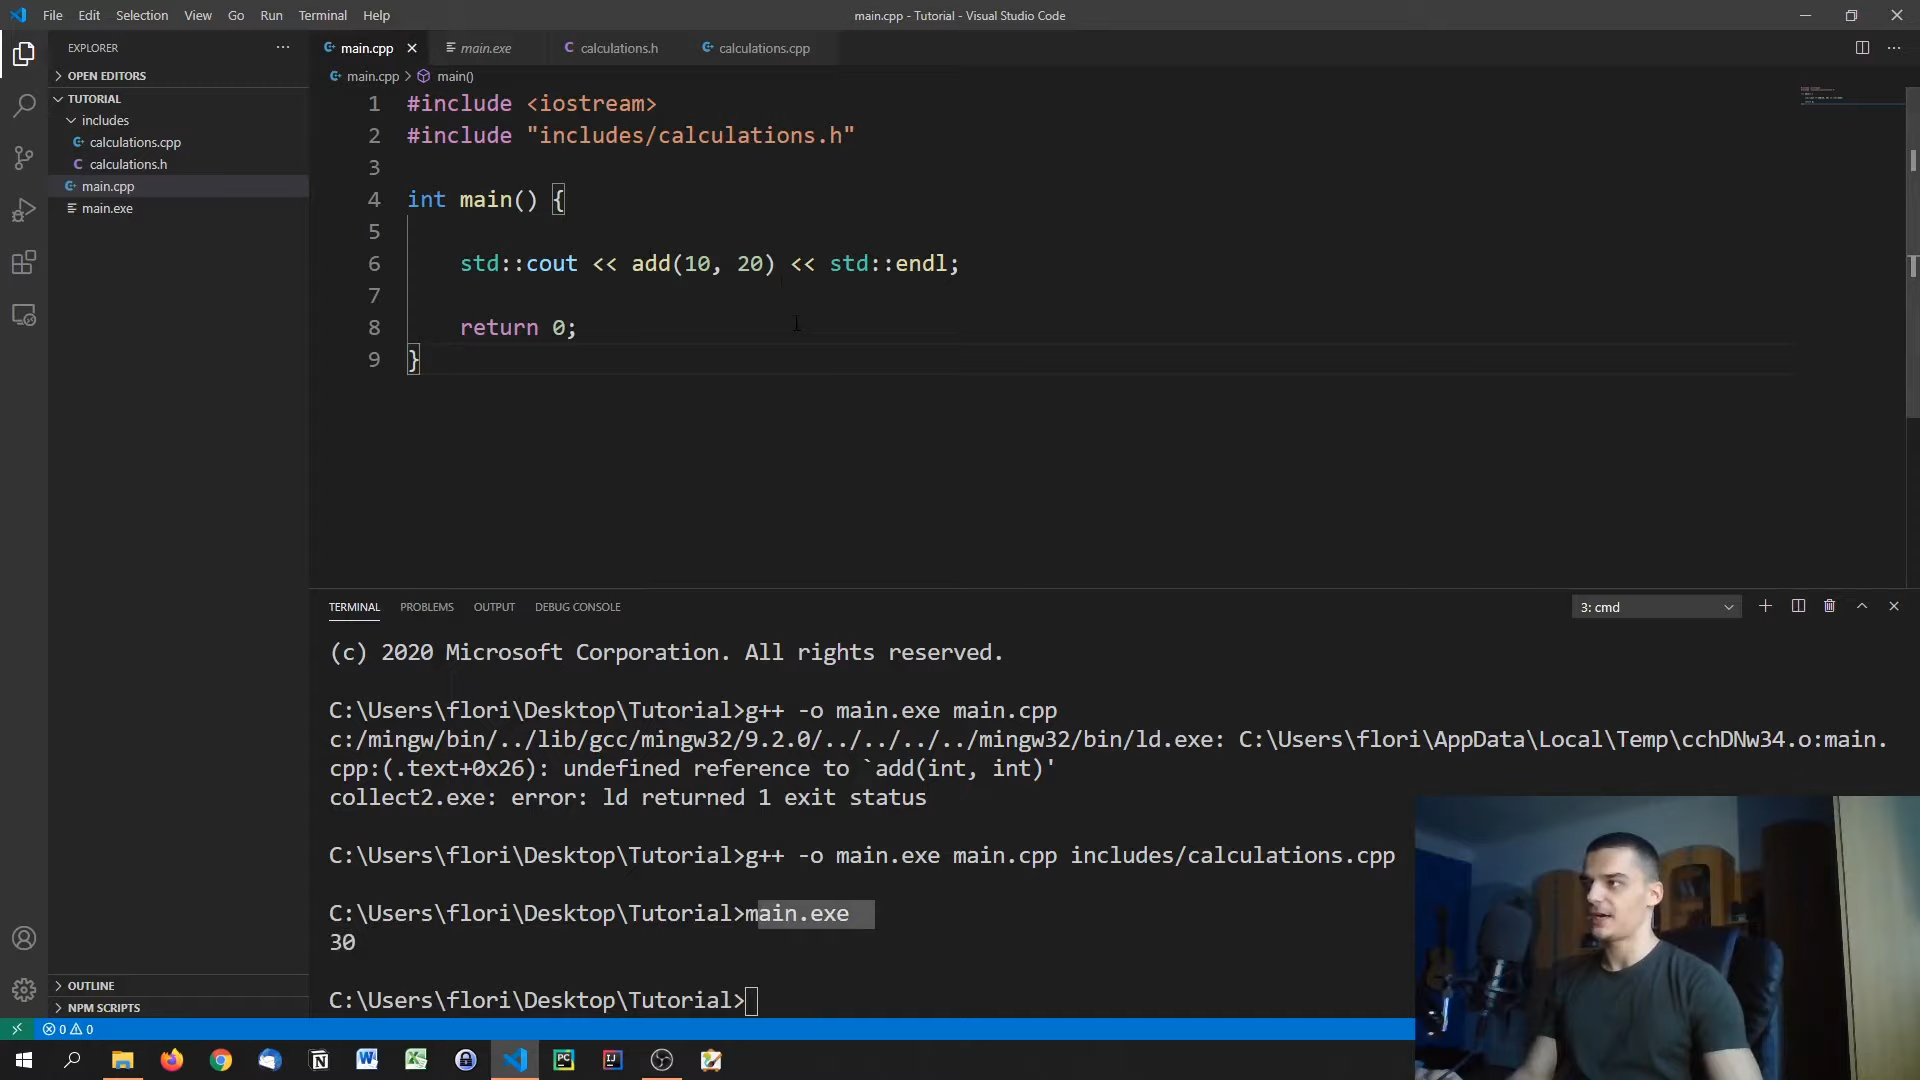 File Edit Selection View Go Run Terminal Help
main.cpp - Tutorial - Visual Studio Code
EXPLORER
OPEN EDITORS
TUTORIAL
includes
calculations.cpp
calculations.h
main.cpp
main.exe
OUTLINE
NPM SCRIPTS
main.cpp main.exe calculations.h calculations.cpp
main.cpp > main()
1 #include <iostream>
2 #include "includes/calculations.h"
3
4 int main() {
5
6 std::cout << add(10, 20) << std::endl;
7
8 return 0;
9 }
TERMINAL PROBLEMS OUTPUT DEBUG CONSOLE
3: cmd
(c) 2020 Microsoft Corporation. All rights reserved.
C:\Users\flori\Desktop\Tutorial>g++ -o main.exe main.cpp
c:/mingw/bin/../lib/gcc/mingw32/9.2.0/../../../../mingw32/bin/ld.exe: C:\Users\flori\AppData\Local\Temp\cchDNw34.o:main.
cpp:(.text+0x26): undefined reference to `add(int, int)'
collect2.exe: error: ld returned 1 exit status
C:\Users\flori\Desktop\Tutorial>g++ -o main.exe main.cpp includes/calculations.cpp
C:\Users\flori\Desktop\Tutorial>main.exe
30
C:\Users\flori\Desktop\Tutorial>
0 0